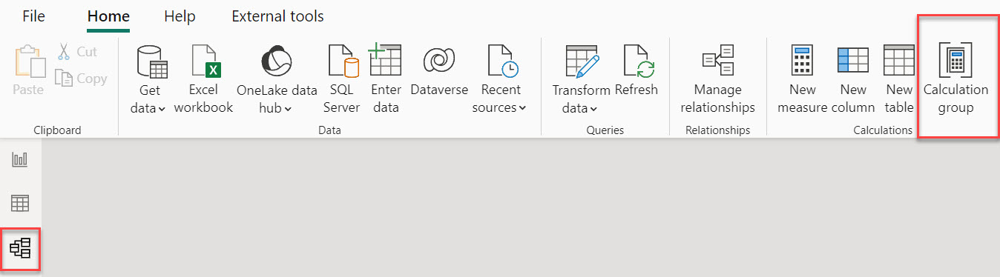 File Home Help External tools
Paste
Cut
Copy
Clipboard
Get
data
Excel
workbook
OneLake data
hub
SQL
Server
Enter
data
Dataverse
Recent
sources
Data
Transform
data
Refresh
Queries
Manage
relationships
Relationships
New
measure
New
column
New
table
Calculation
group
Calculations